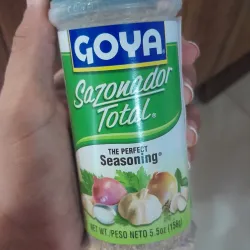 GOYA
Sazonador
Total®
THE PERFECT
Seasoning®
NET WT./PESO NETO 5.5oz (156g)